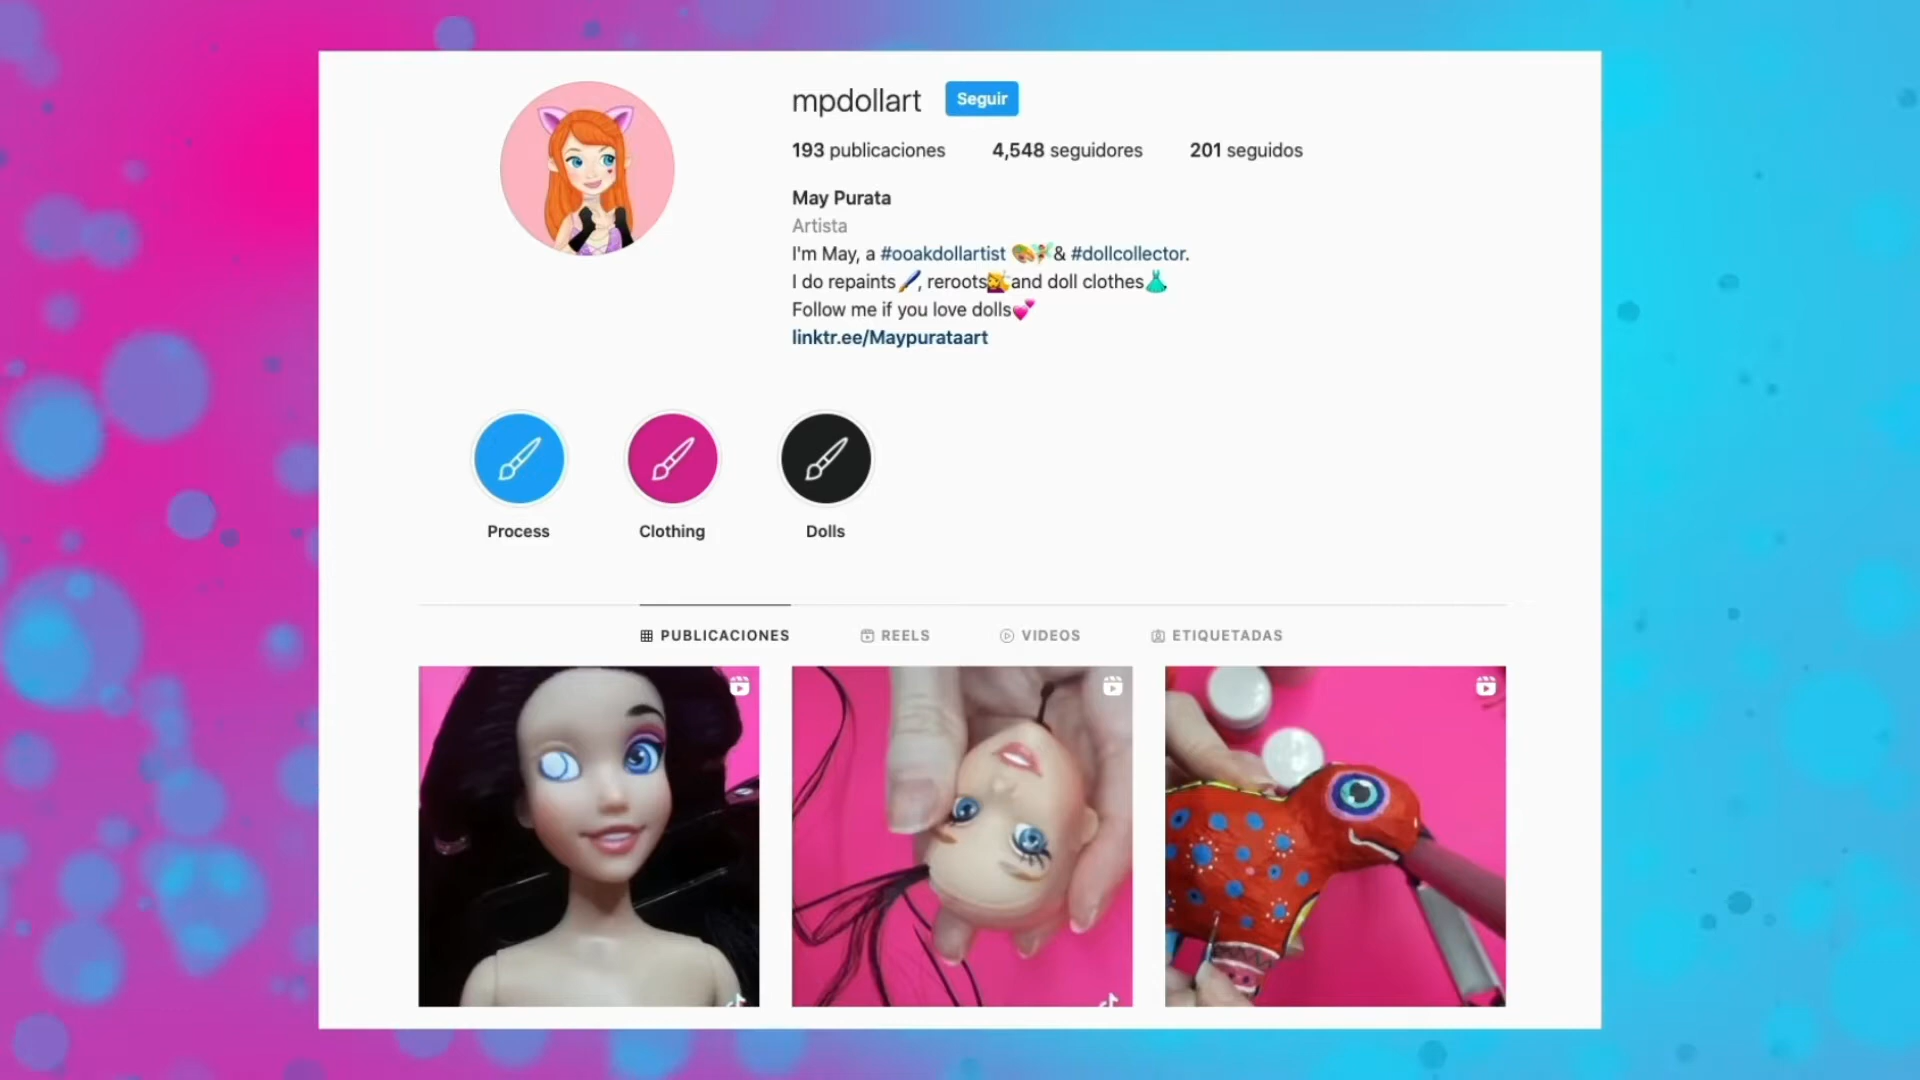 mpdollart Seguir
193 publicaciones 4,548 seguidores 201 seguidos
May Purata
Artista
I'm May, a #ooakdollartist 🎨🧚& #dollcollector.
I do repaints🖌️, reroots💇‍♀️and doll clothes👗
Follow me if you love dolls💕
linktr.ee/Maypurataart
Process Clothing Dolls
PUBLICACIONES REELS VIDEOS ETIQUETADAS